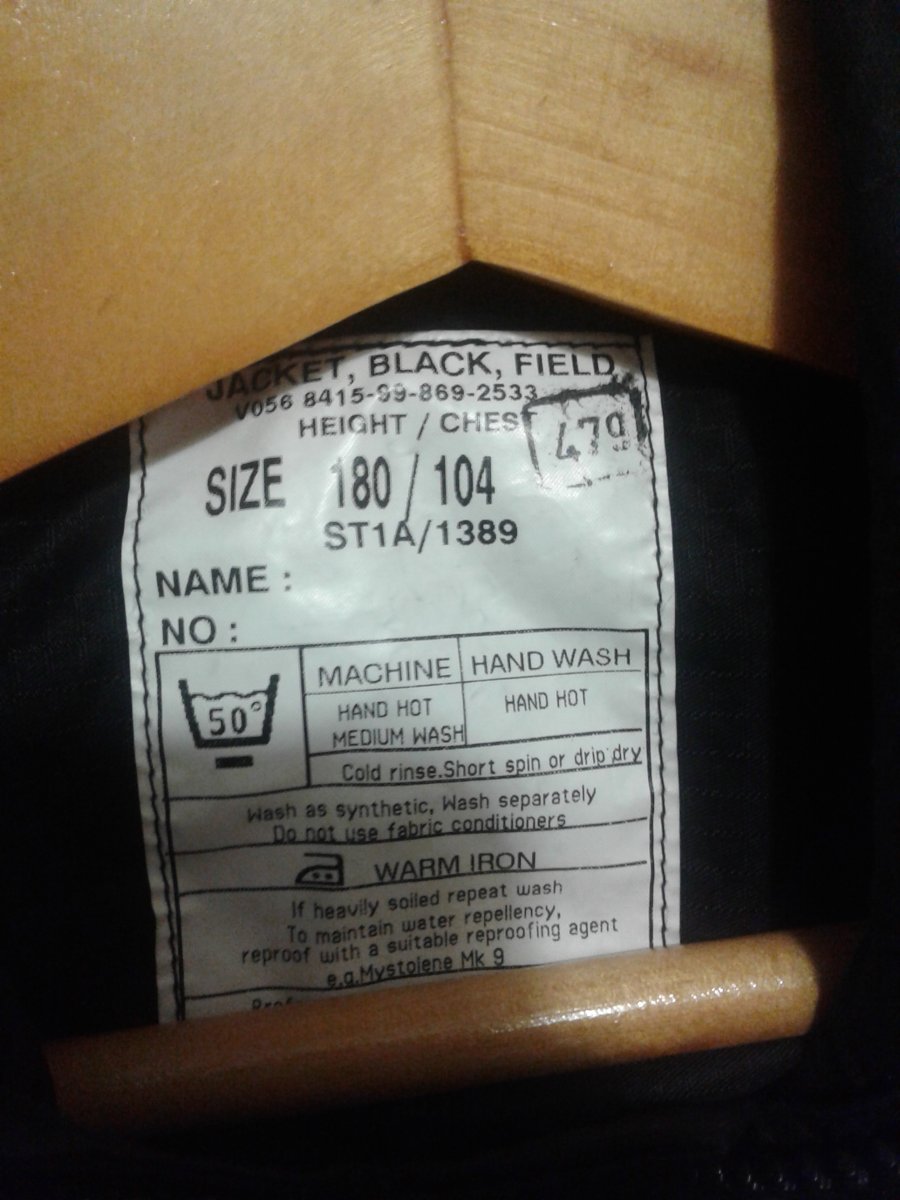 JACKET, BLACK, FIELD
V056 8415-99-869-2533
HEIGHT / CHEST
479
SIZE 180 / 104
ST1A/1389
NAME :
NO :
50°
MACHINE HAND WASH
HAND HOT HAND HOT
MEDIUM WASH
Cold rinse.Short spin or drip dry
Wash as synthetic, Wash separately
Do not use fabric conditioners
WARM IRON
If heavily soiled repeat wash
To maintain water repellency,
reproof with a suitable reproofing agent
e.g.Mystolene Mk 9